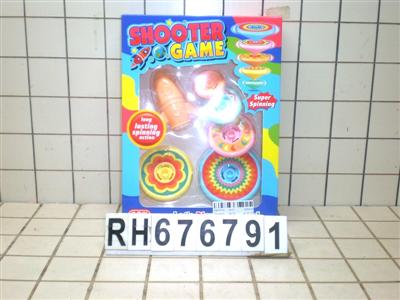 SHOOTER
GAME
Super
Spinning
long
lasting
spinning
action
RH676791